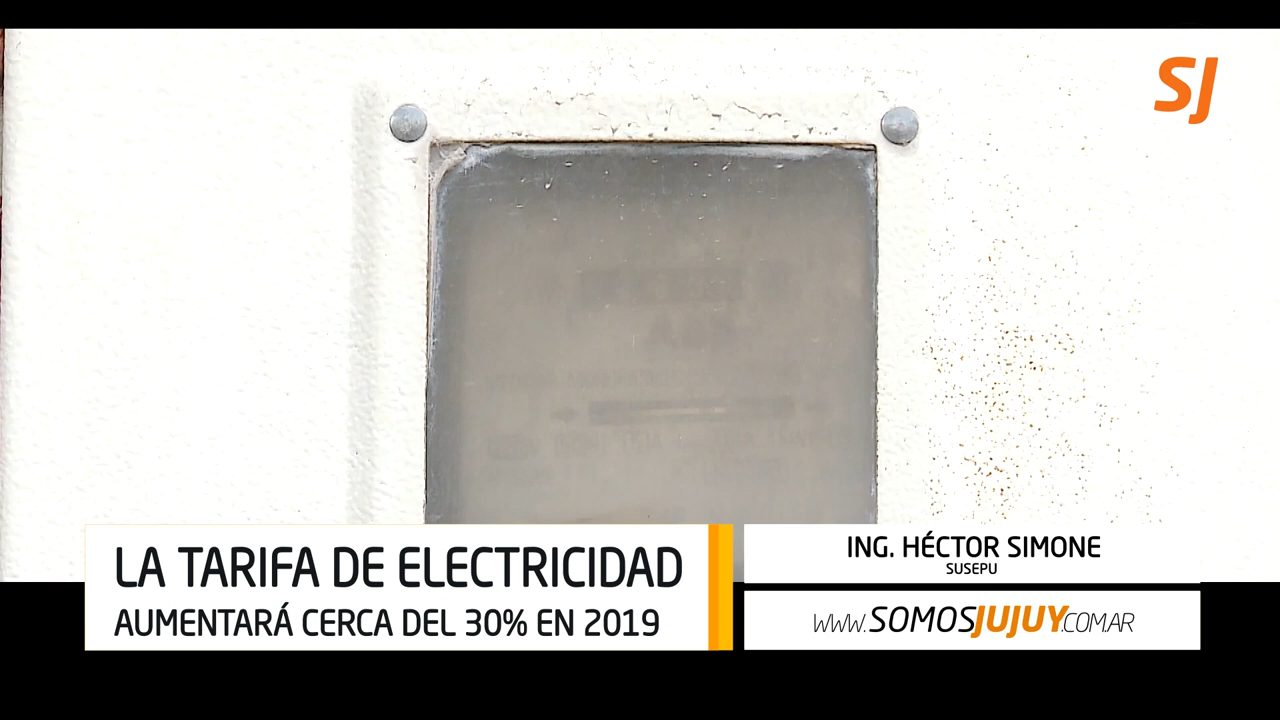 SJ
LA TARIFA DE ELECTRICIDAD
AUMENTARÁ CERCA DEL 30% EN 2019
ING. HÉCTOR SIMONE
SUSEPU
WWW.SOMOSJUJUY.COM.AR